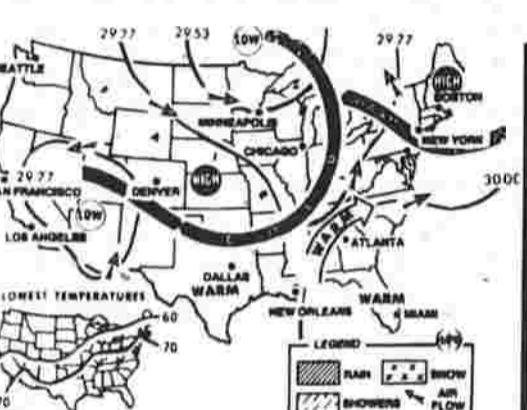 29 77
29 53
LOW
29 77
SEATTLE
HIGH
BOSTON
MINNEAPOLIS
NEW YORK
CHICAGO
29 77
HIGH
SAN FRANCISCO
DENVER
30 00
LOW
WARM
LOS ANGELES
ATLANTA
DALLAS
LOWEST TEMPERATURES
WARM
WARM
60
NEW ORLEANS
MIAMI
LEGEND
70
RAIN
SNOW
70
SHOWERS
AIR
FLOW